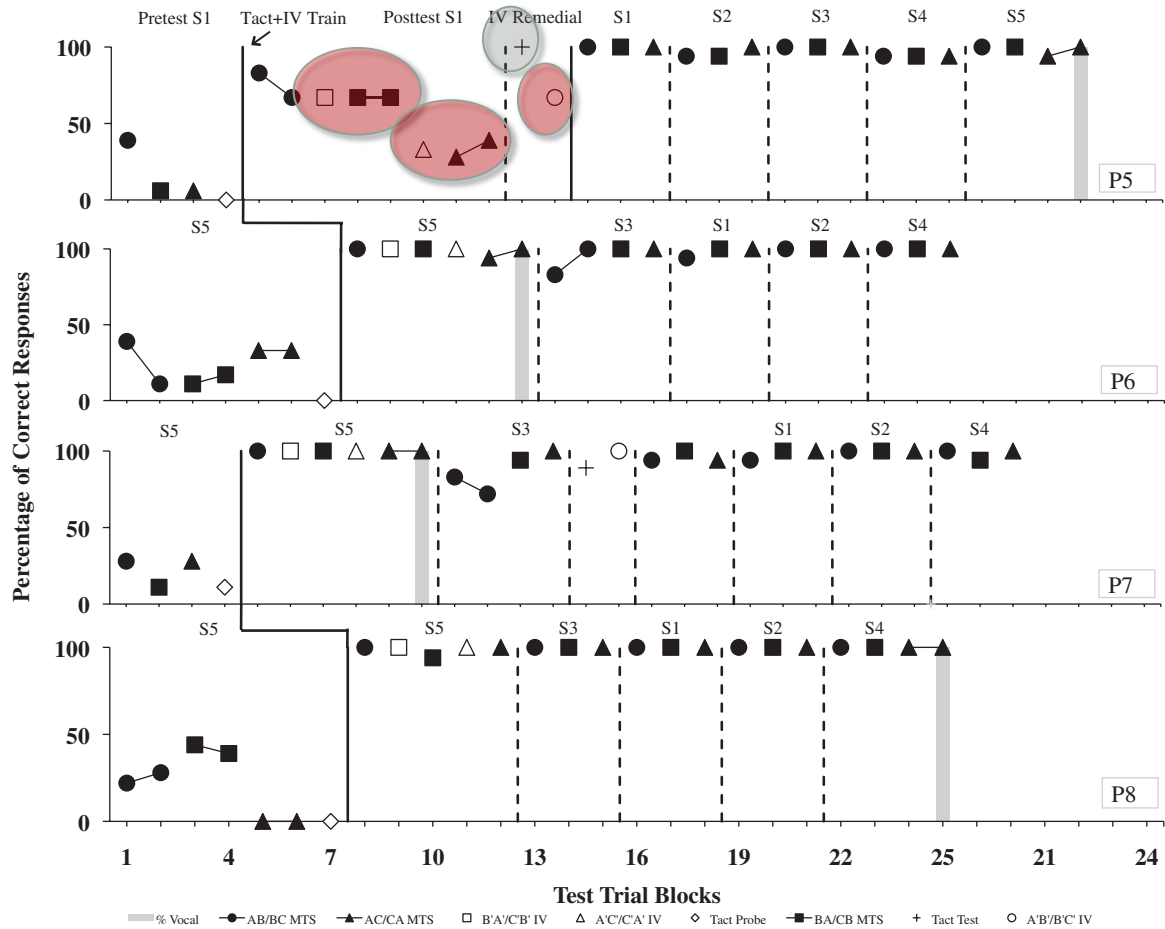 Pretest S1 Tact+IV Train Posttest S1 IV Remedial S1 S2 S3 S4 S5
100
50
0
P5
S5 S5 S3 S1 S2 S4
100
50
0
P6
S5 S5 S3 S1 S2 S4
100
50
0
P7
S5 S5 S3 S1 S2 S4
100
50
0
P8
Percentage of Correct Responses
1 4 7 10 13 16 19 22 25 21 24
Test Trial Blocks
% Vocal AB/BC MTS AC/CA MTS B'A'/C'B' IV A'C'/C'A' IV Tact Probe BA/CB MTS Tact Test A'B'/B'C' IV